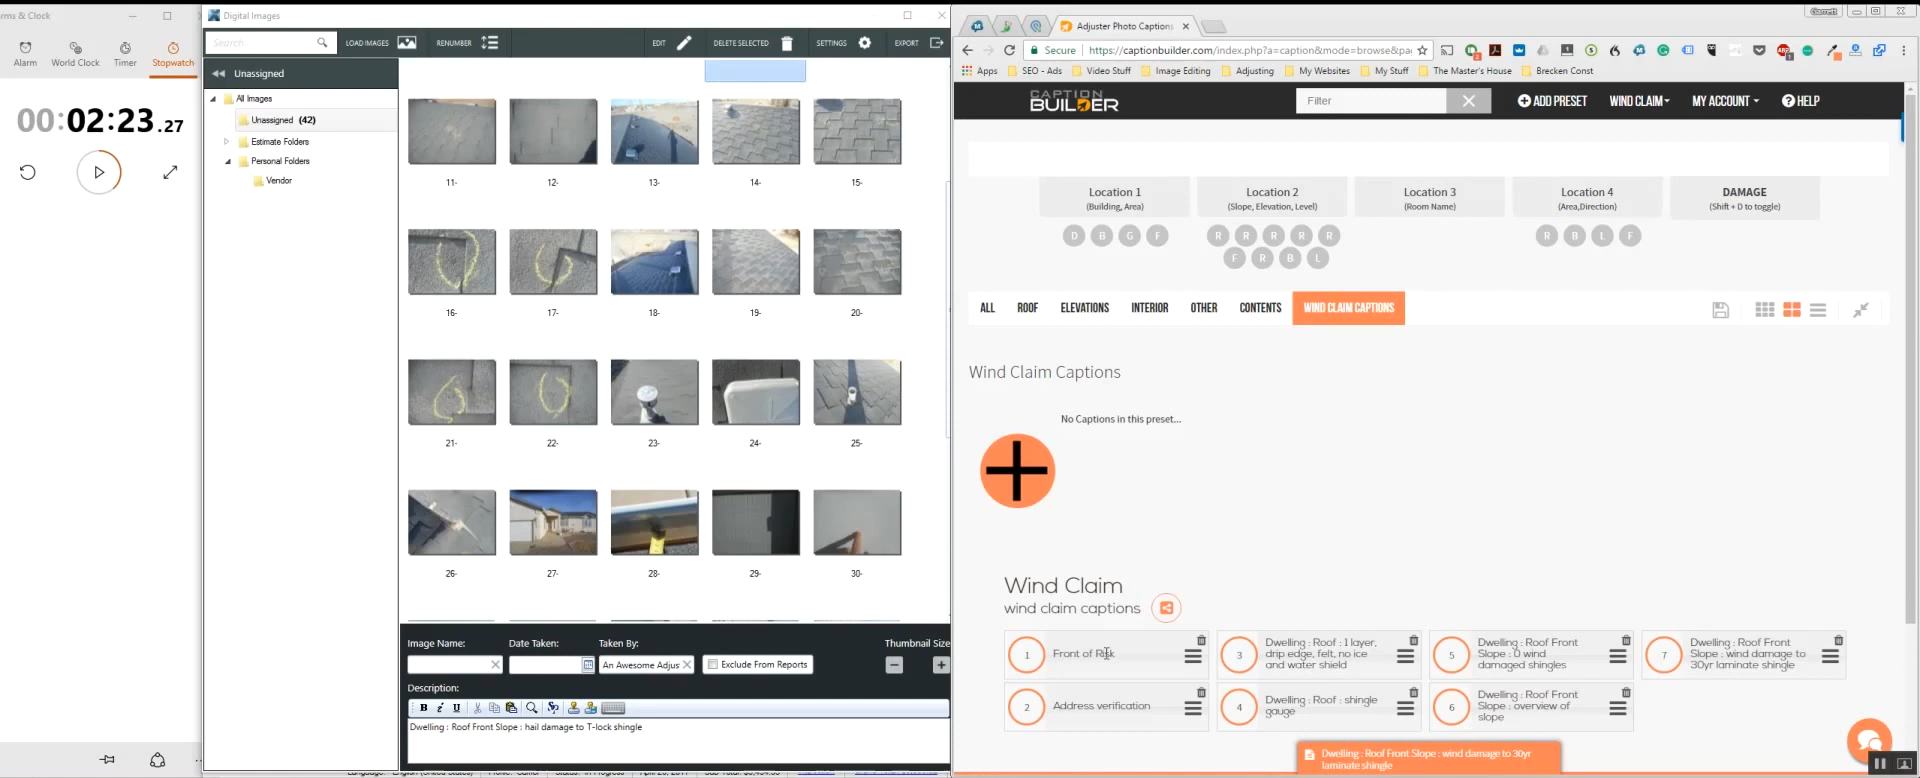 rms & Clock
Alarm
World Clock
Timer
Stopwatch
00:02:23.27
Digital Images
Search
LOAD IMAGES
RENUMBER
EDIT
DELETE SELECTED
SETTINGS
EXPORT
Unassigned
All Images
Unassigned (42)
Estimate Folders
Personal Folders
Vendor
11-
12-
13-
14-
15-
16-
17-
18-
19-
20-
21-
22-
23-
24-
25-
26-
27-
28-
29-
30-
Image Name:
Date Taken:
Taken By:
Thumbnail Size
An Awesome Adjus
Exclude From Reports
Description:
B i U
Dwelling : Roof Front Slope : hail damage to T-lock shingle
Adjuster Photo Captions
Garrett
Secure
https://captionbuilder.com/index.php?a=caption&mode=browse&pa
Apps
SEO - Ads
Video Stuff
Image Editing
Adjusting
My Websites
My Stuff
The Master's House
Brecken Const
CAPTION
BUILDER
Filter
ADD PRESET
WIND CLAIM
MY ACCOUNT
HELP
Location 1
(Building, Area)
Location 2
(Slope, Elevation, Level)
Location 3
(Room Name)
Location 4
(Area,Direction)
DAMAGE
(Shift + D to toggle)
D B G F
R R R R R
F R B L
R B L F
ALL
ROOF
ELEVATIONS
INTERIOR
OTHER
CONTENTS
WIND CLAIM CAPTIONS
Wind Claim Captions
No Captions in this preset...
Wind Claim
wind claim captions
1
Front of Risk
3
Dwelling : Roof : 1 layer,
drip edge, felt, no ice
and water shield
5
Dwelling : Roof Front
Slope : 0 wind
damaged shingles
7
Dwelling : Roof Front
Slope : wind damage to
30yr laminate shingle
2
Address verification
4
Dwelling : Roof : shingle
gauge
6
Dwelling : Roof Front
Slope : overview of
slope
Dwelling : Roof Front Slope : wind damage to 30yr
laminate shingle